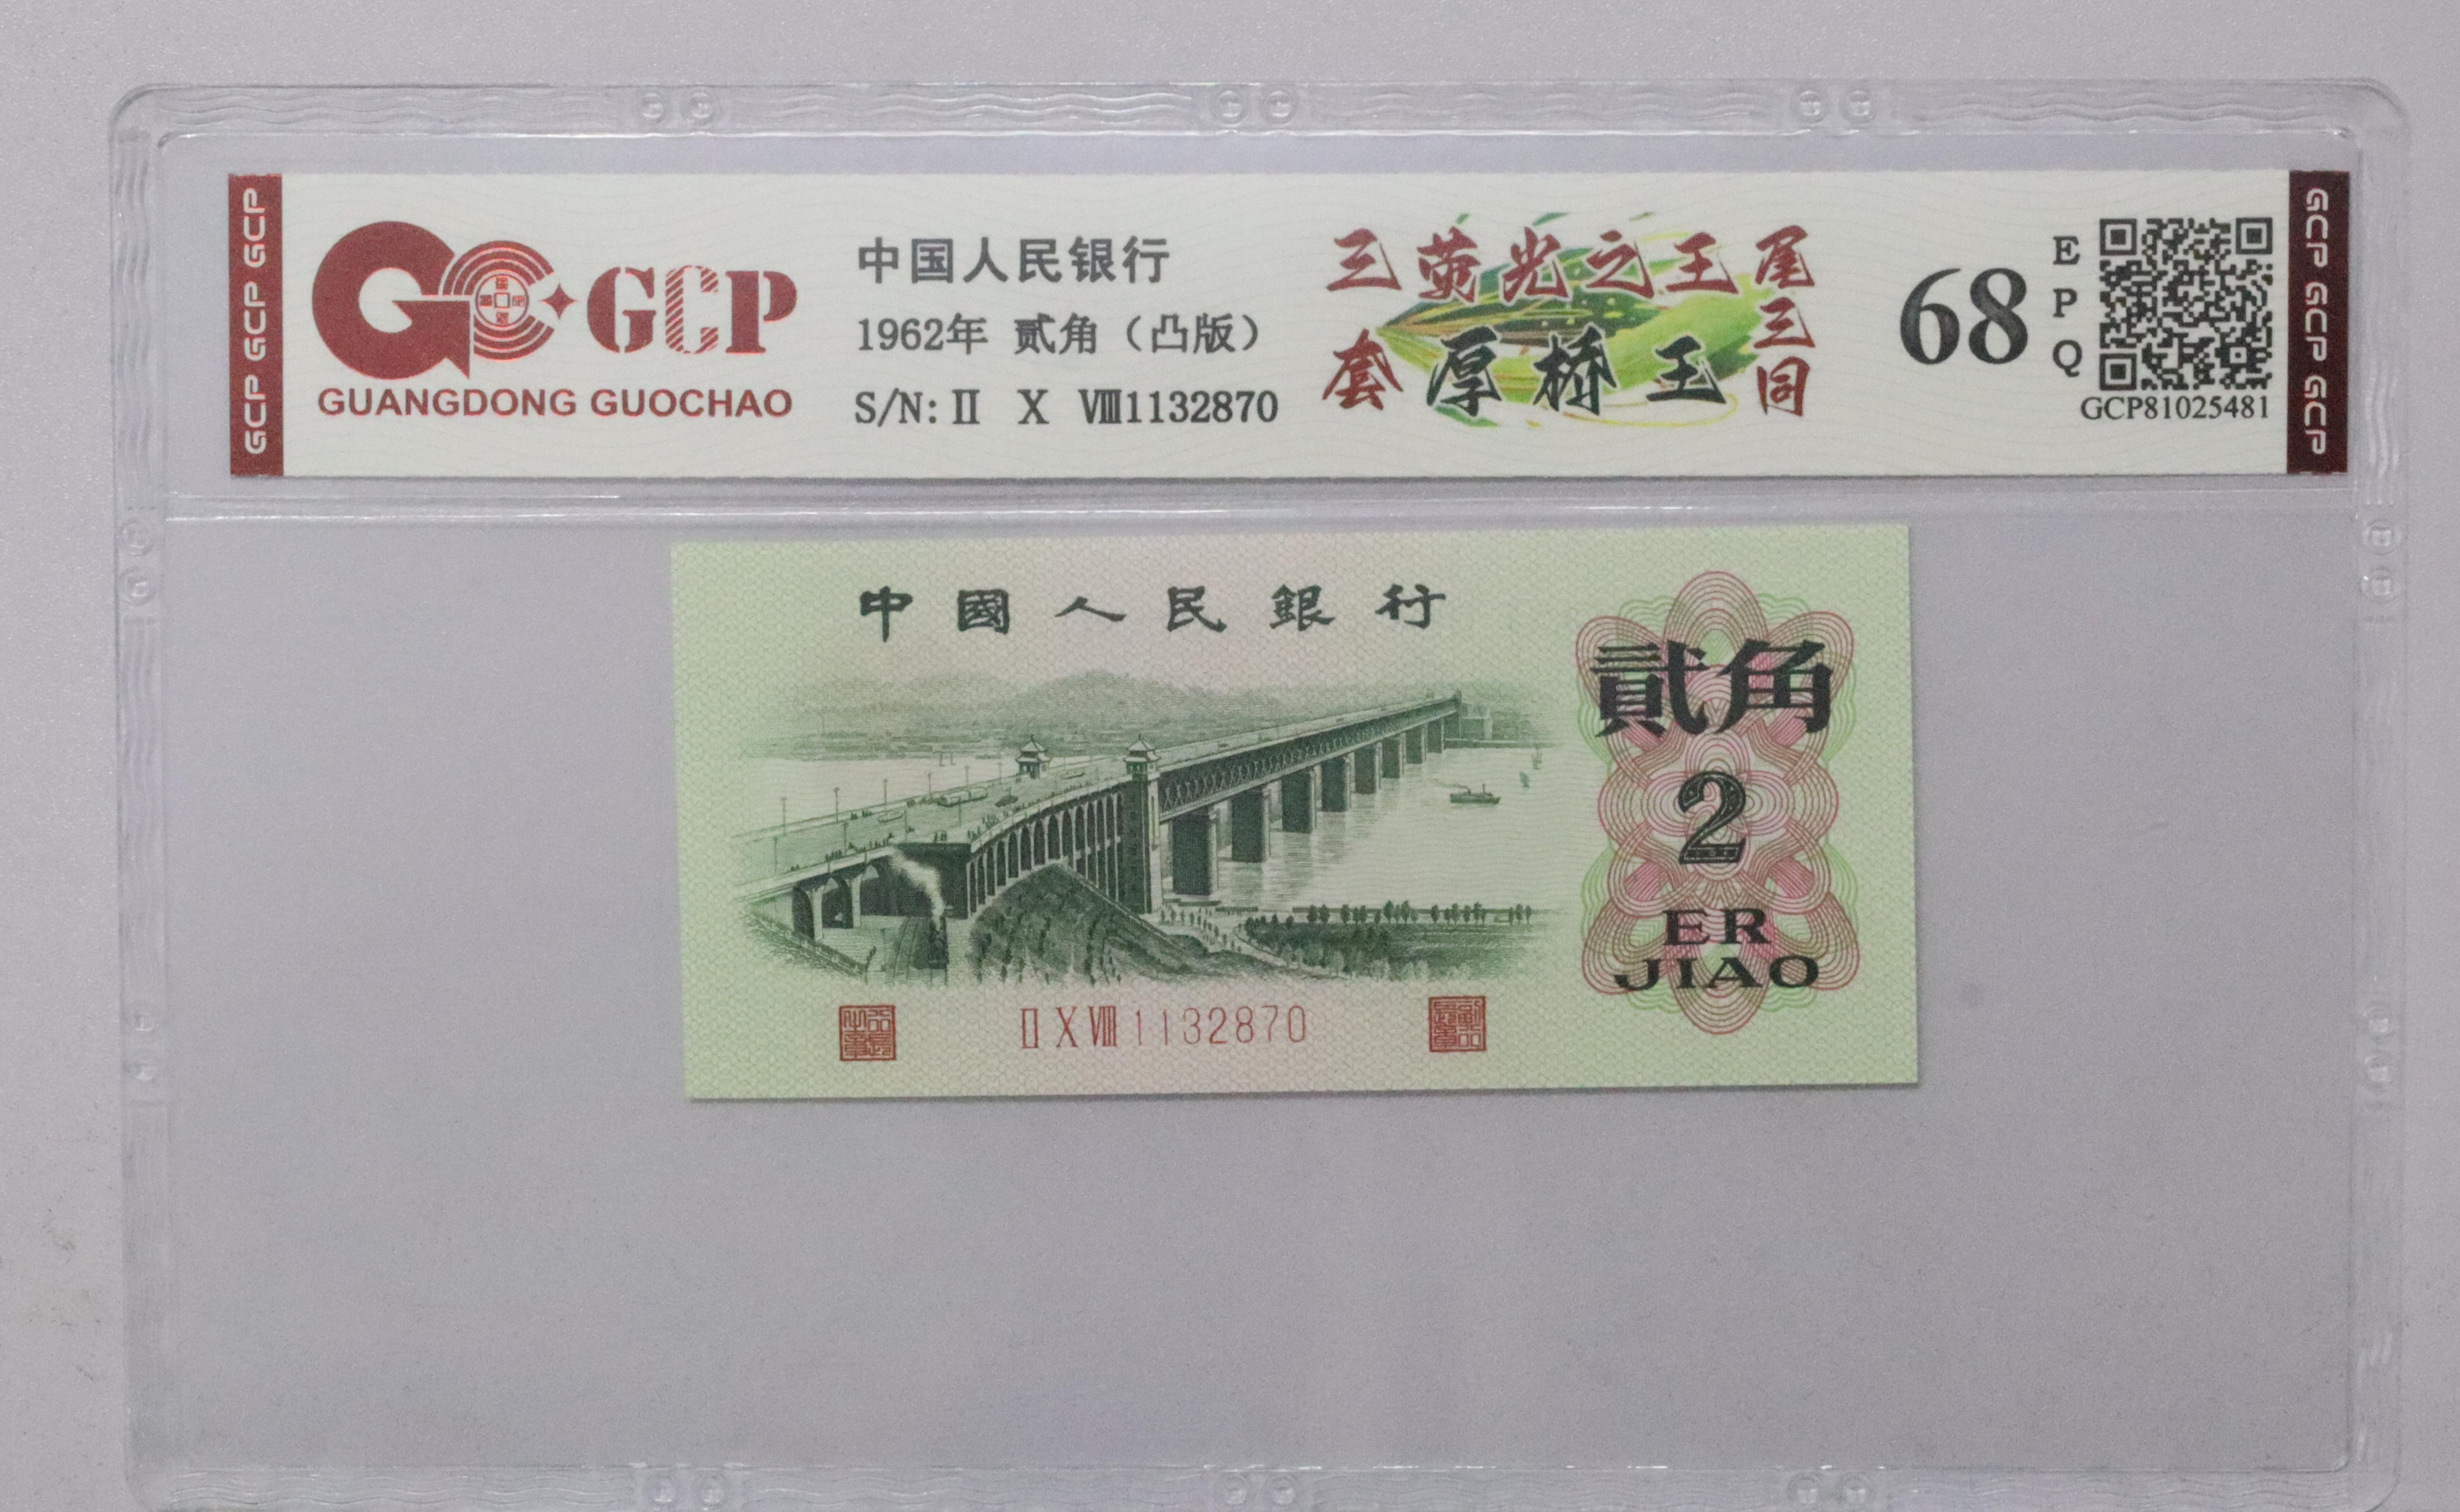 GCP GCP GCP
GCP
GUANGDONG GUOCHAO
中国人民银行
1962年 贰角（凸版）
S/N: Ⅱ Ⅹ Ⅷ1132870
三套
荧光之王
厚桥王
尾三同
68
EPQ
GCP81025481
GCP GCP GCP
中國人民銀行
貳角
2
ER
JIAO
Ⅱ Ⅹ Ⅷ 1132870